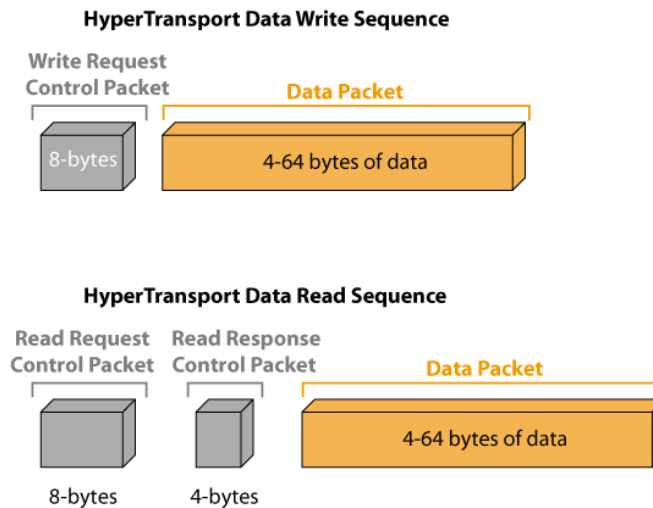 HyperTransport Data Write Sequence
Write Request
Control Packet
Data Packet
8-bytes
4-64 bytes of data
HyperTransport Data Read Sequence
Read Request
Control Packet
Read Response
Control Packet
Data Packet
4-64 bytes of data
8-bytes
4-bytes